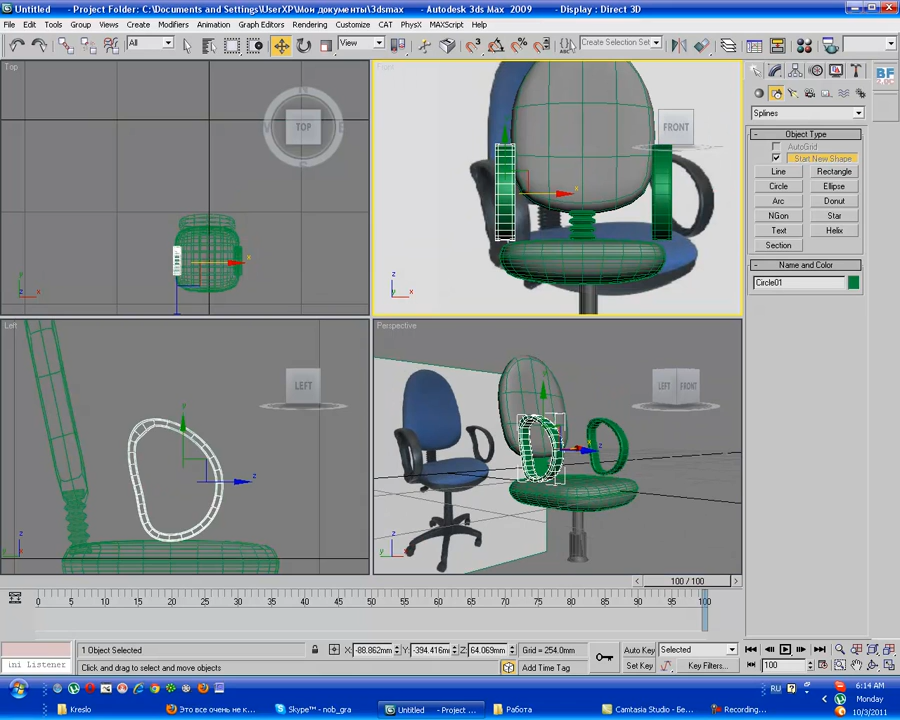 Untitled - Project Folder: C:\Documents and Settings\UserXP\Мои документы\3dsmax - Autodesk 3ds Max 2009 - Display : Direct 3D
File Edit Tools Group Views Create Modifiers Animation Graph Editors Rendering Customize CAT PhysX MAXScript Help
All View Create Selection Set
Top TOP
Front FRONT
Left LEFT
Perspective LEFT FRONT
Splines
Object Type
AutoGrid
Start New Shape
Line Rectangle
Circle Ellipse
Arc Donut
NGon Star
Text Helix
Section
Name and Color
Circle01
100 / 100
0 5 10 15 20 25 30 35 40 45 50 55 60 65 70 75 80 85 90 95 100
1 Object Selected X: -88.862mm Y: -394.416m Z: 64.069mm Grid = 254.0mm Auto Key Selected
ini Listener Click and drag to select and move objects Add Time Tag Set Key Key Filters... 100
RU 6:14 AM
Monday
10/3/2011
Kreslo Это все очень не к... Skype™ - nob_gra Untitled - Project ... Работа Camtasia Studio - Бе... Recording...